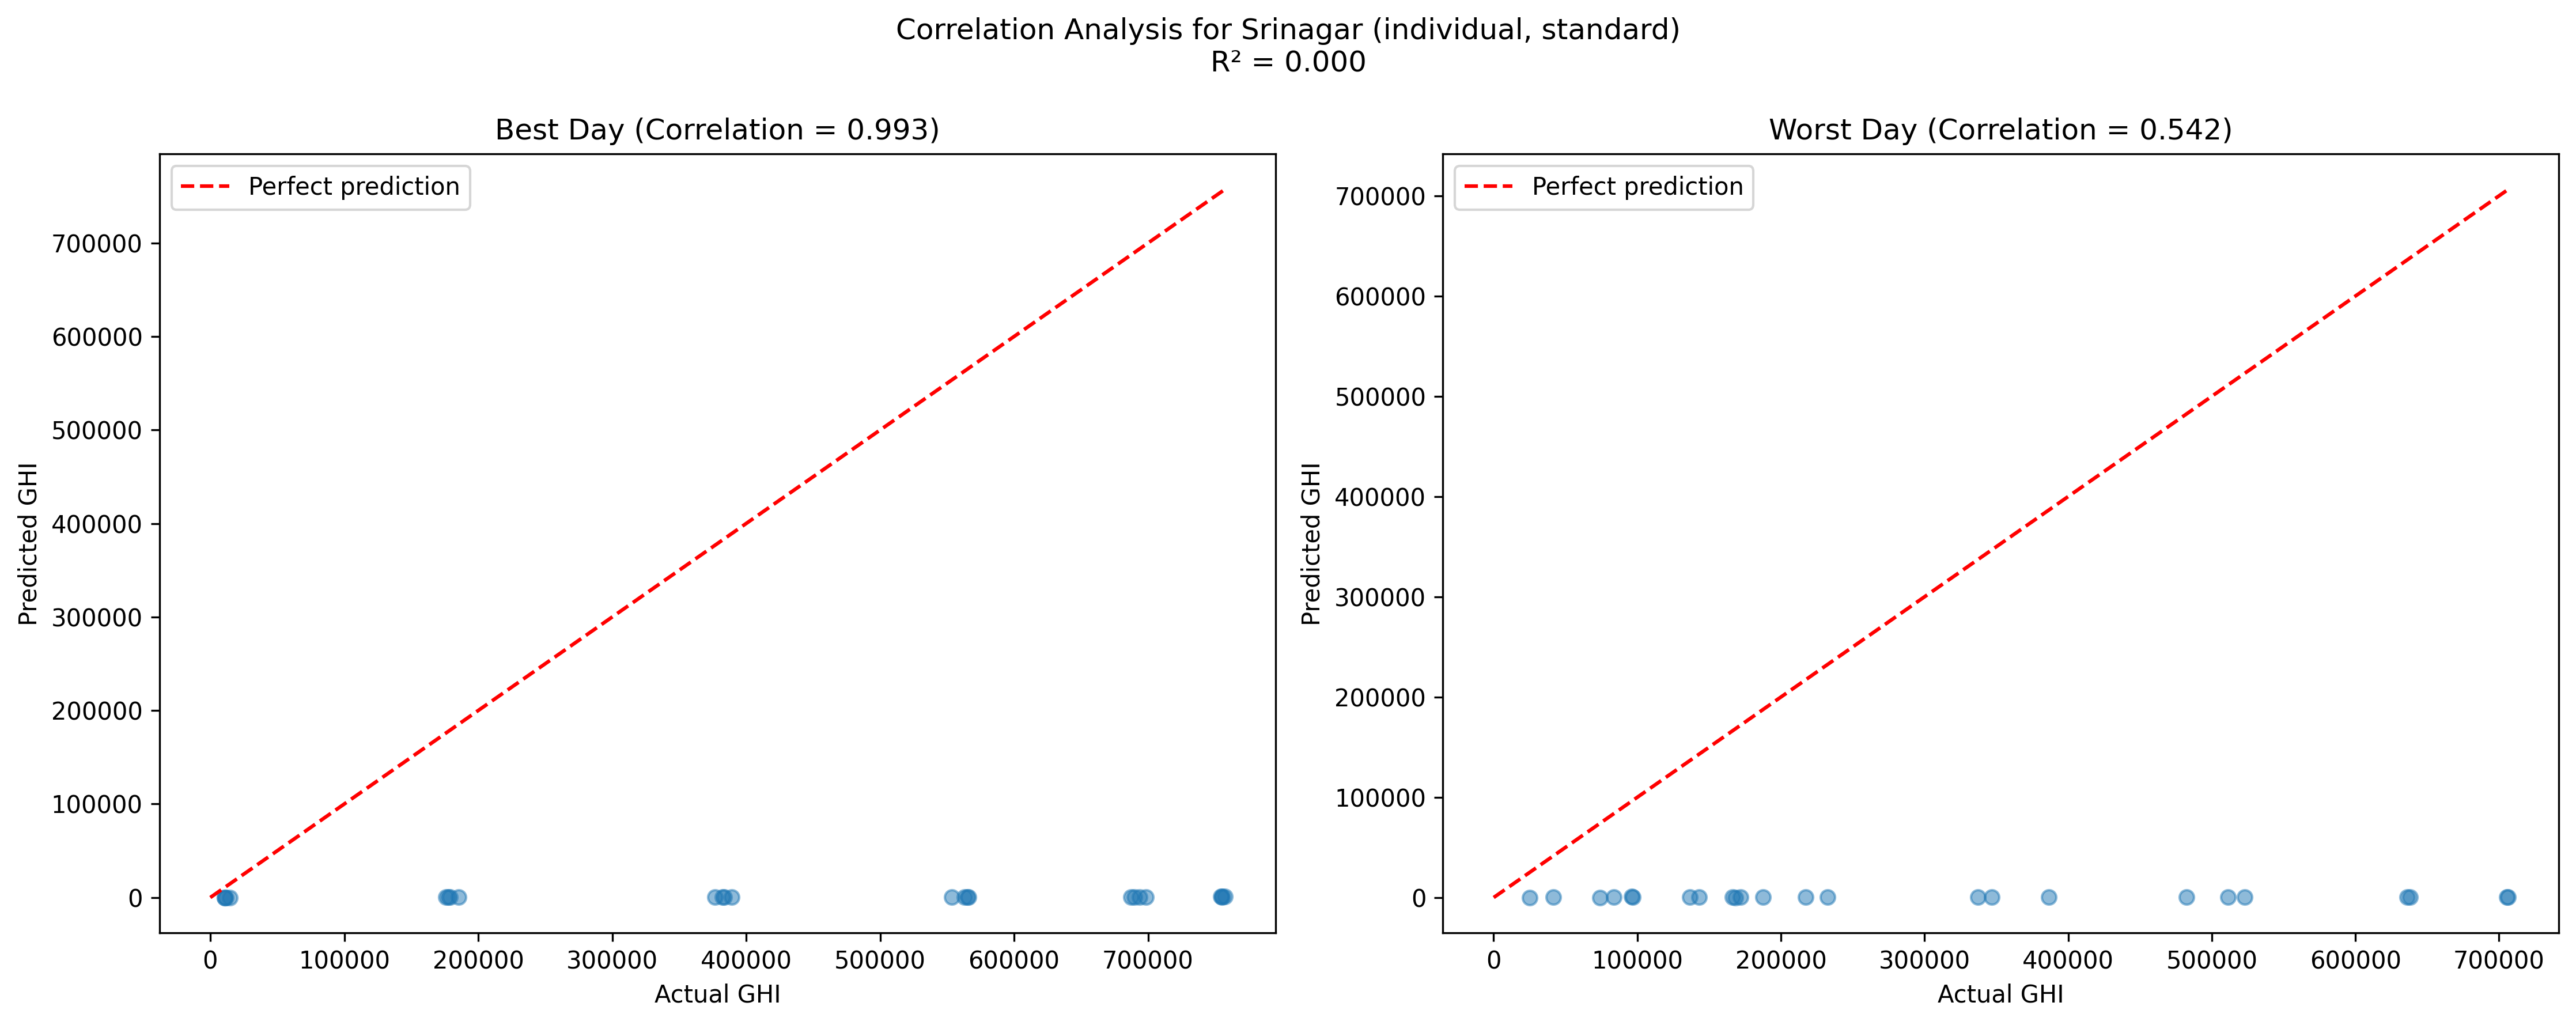 Correlation Analysis for Srinagar (individual, standard)
R² = 0.000
Best Day (Correlation = 0.993)
Perfect prediction
700000
600000
500000
400000
300000
200000
100000
0
Predicted GHI
0 100000 200000 300000 400000 500000 600000 700000
Actual GHI
Worst Day (Correlation = 0.542)
Perfect prediction
700000
600000
500000
400000
300000
200000
100000
0
Predicted GHI
0 100000 200000 300000 400000 500000 600000 700000
Actual GHI